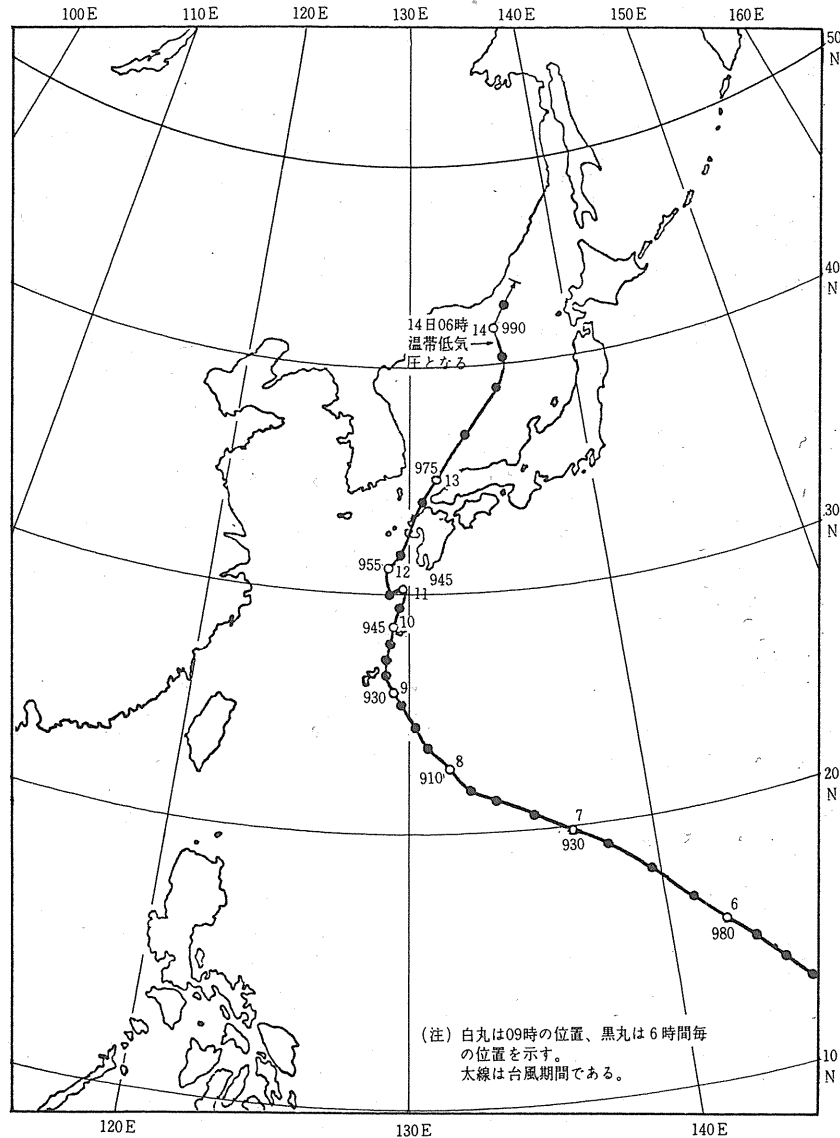 100E
110E
120E
130E
140E
150E
160E
50
N
40
N
14日06時
温帯低気
圧となる
14
990
975
13
30
N
955
12
945
11
945
10
930
9
8
910
20
N
7
930
6
980
(注) 白丸は09時の位置、黒丸は6時間毎
の位置を示す。
太線は台風期間である。
10
N
120E
130E
140E